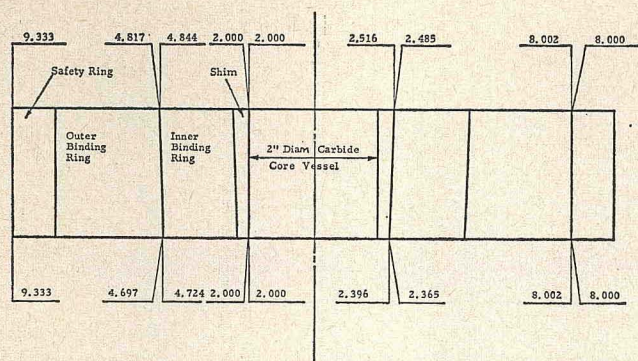 9.333 4.817 4.844 2.000 2.000 2,516 2.485 8.002 8.000
Safety Ring
Shim
Outer
Binding
Ring
Inner
Binding
Ring
2" Diam Carbide
Core Vessel
9.333 4.697 4.724 2.000 2.000 2.396 2.365 8.002 8.000